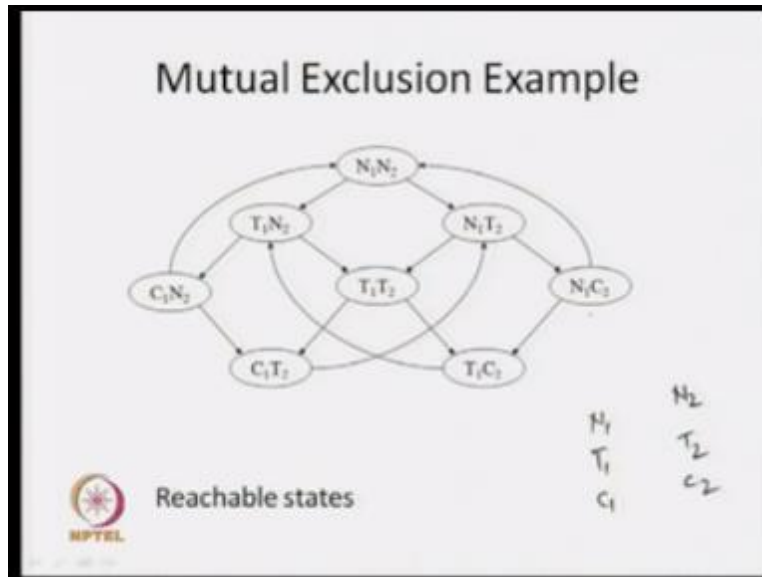 Mutual Exclusion Example
N₁N₂
T₁N₂
N₁T₂
C₁N₂
T₁T₂
N₁C₂
C₁T₂
T₁C₂
N₁
N₂
T₁
T₂
C₁
C₂
Reachable states
NPTEL